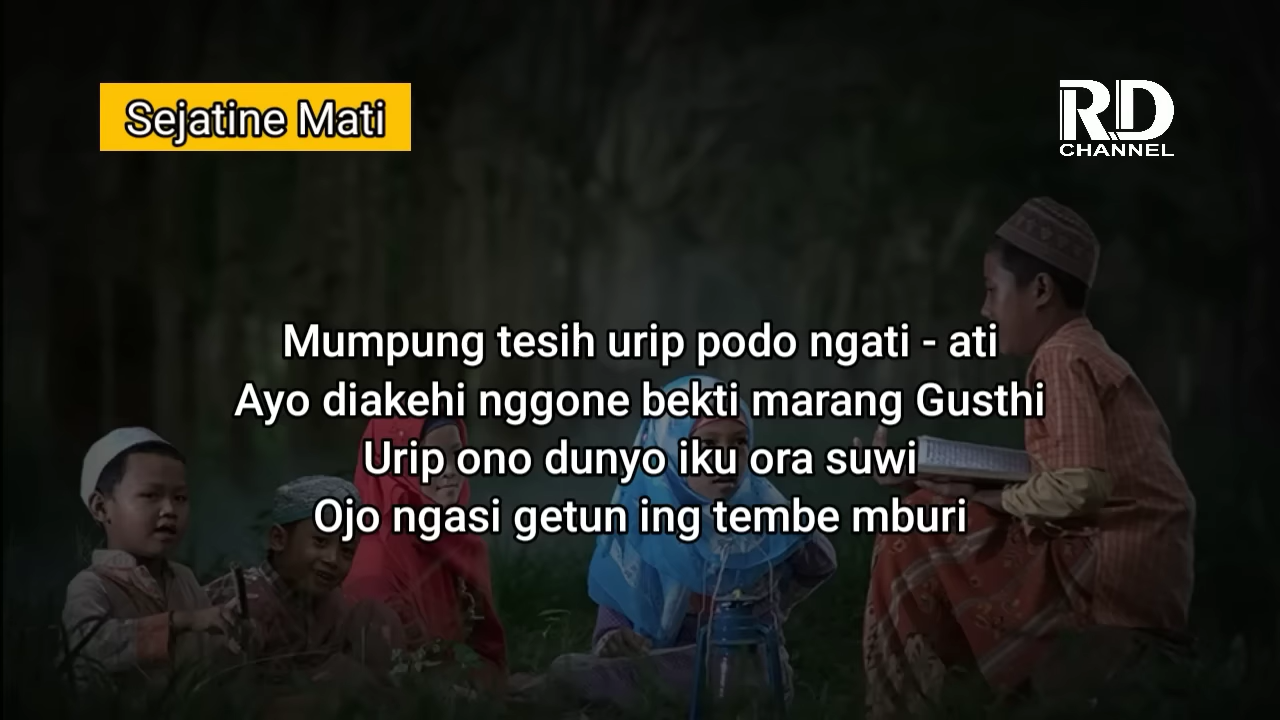 Sejatine Mati
RD
CHANNEL
Mumpung tesih urip podo ngati - ati
Ayo diakehi nggone bekti marang Gusthi
Urip ono dunyo iku ora suwi
Ojo ngasi getun ing tembe mburi